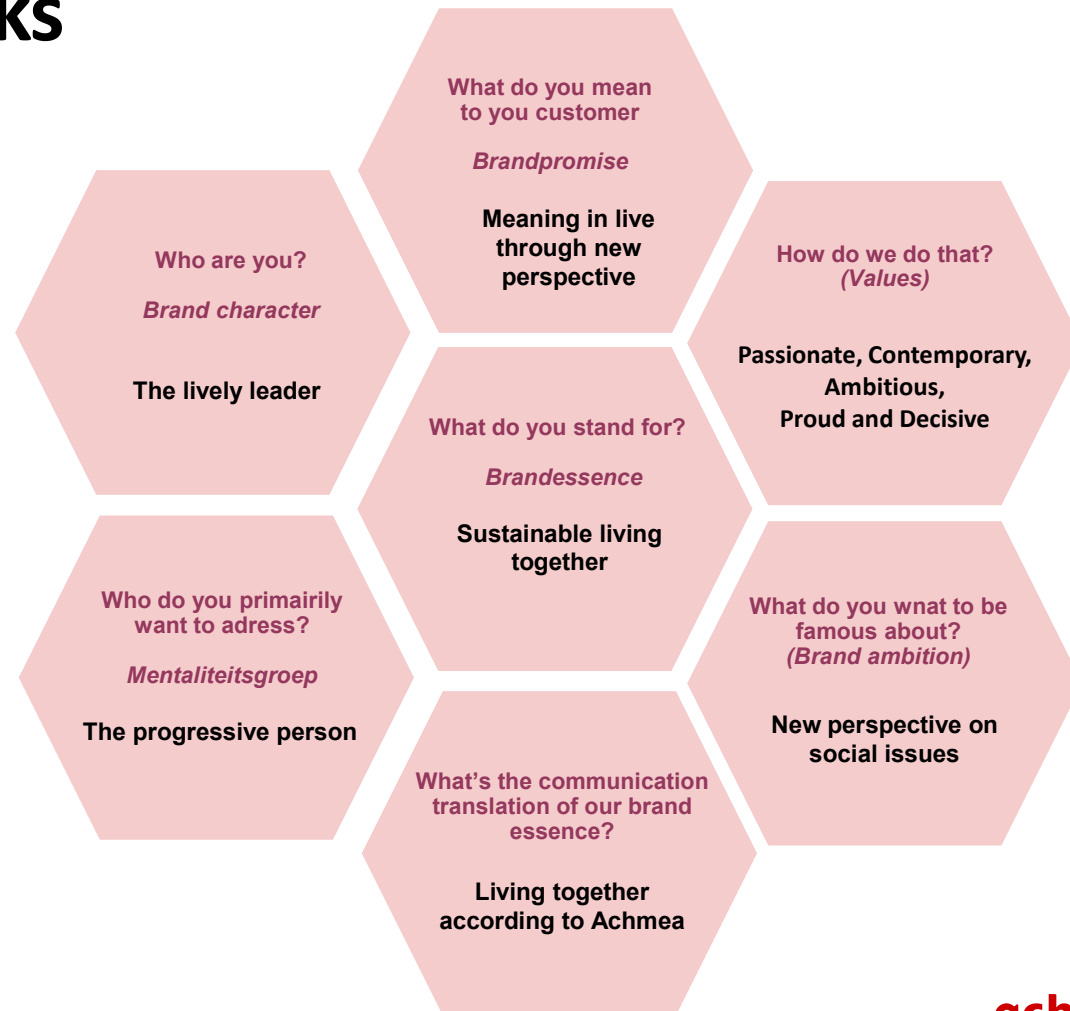 ks
What do you mean
to you customer
Brandpromise
Meaning in live
through new
perspective
Who are you?
Brand character
The lively leader
How do we do that?
(Values)
Passionate, Contemporary,
Ambitious,
Proud and Decisive
What do you stand for?
Brandessence
Sustainable living
together
Who do you primairily
want to adress?
Mentaliteitsgroep
The progressive person
What do you wnat to be
famous about?
(Brand ambition)
New perspective on
social issues
What's the communication
translation of our brand
essence?
Living together
according to Achmea